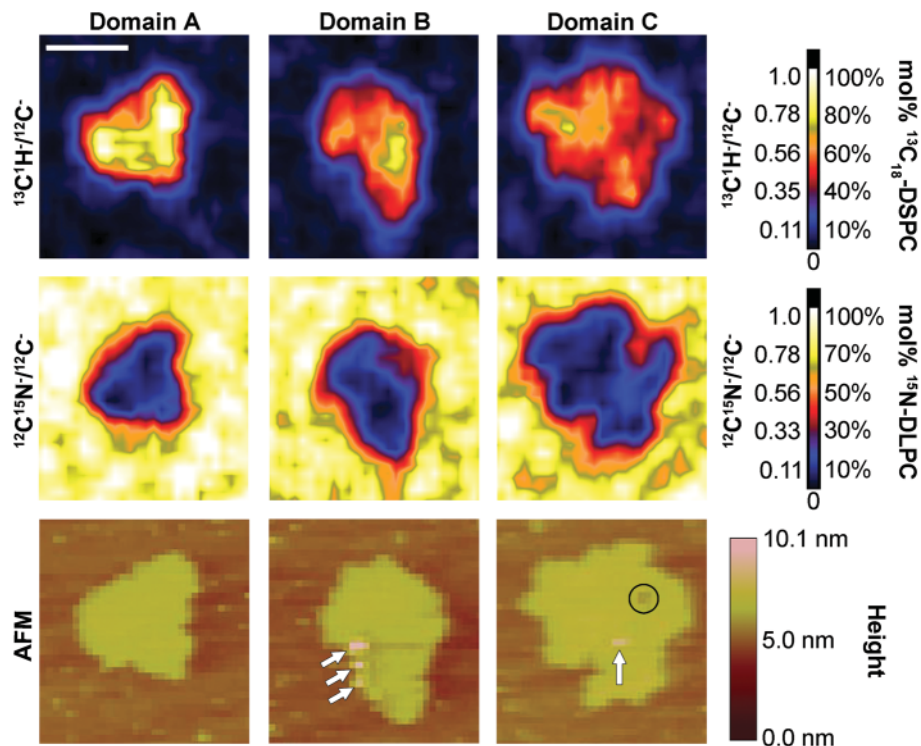 Domain A Domain B Domain C
¹³C¹H⁻/¹²C⁻
¹³C¹H⁻/¹²C⁻
1.0 100%
0.78 80%
0.56 60%
0.35 40%
0.11 10%
0
mol% ¹³C₁₈-DSPC
¹²C¹⁵N⁻/¹²C⁻
¹²C¹⁵N⁻/¹²C⁻
1.0 100%
0.78 70%
0.56 50%
0.33 30%
0.11 10%
0
mol% ¹⁵N-DLPC
AFM
10.1 nm
5.0 nm
0.0 nm
Height